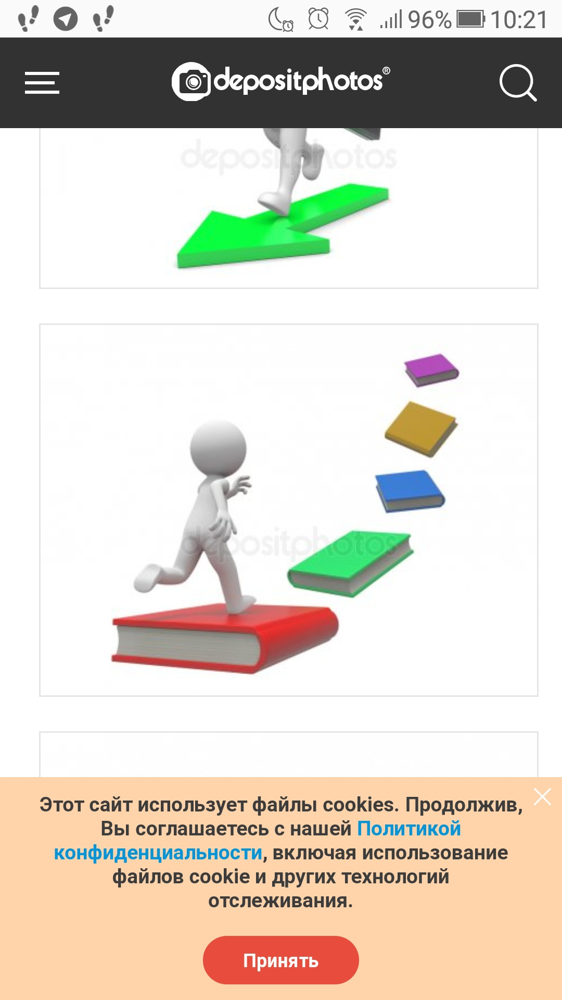 96% 10:21
depositphotos®
depositphotos
depositphotos
Этот сайт использует файлы cookies. Продолжив,
Вы соглашаетесь с нашей Политикой
конфиденциальности, включая использование
файлов cookie и других технологий
отслеживания.
Принять